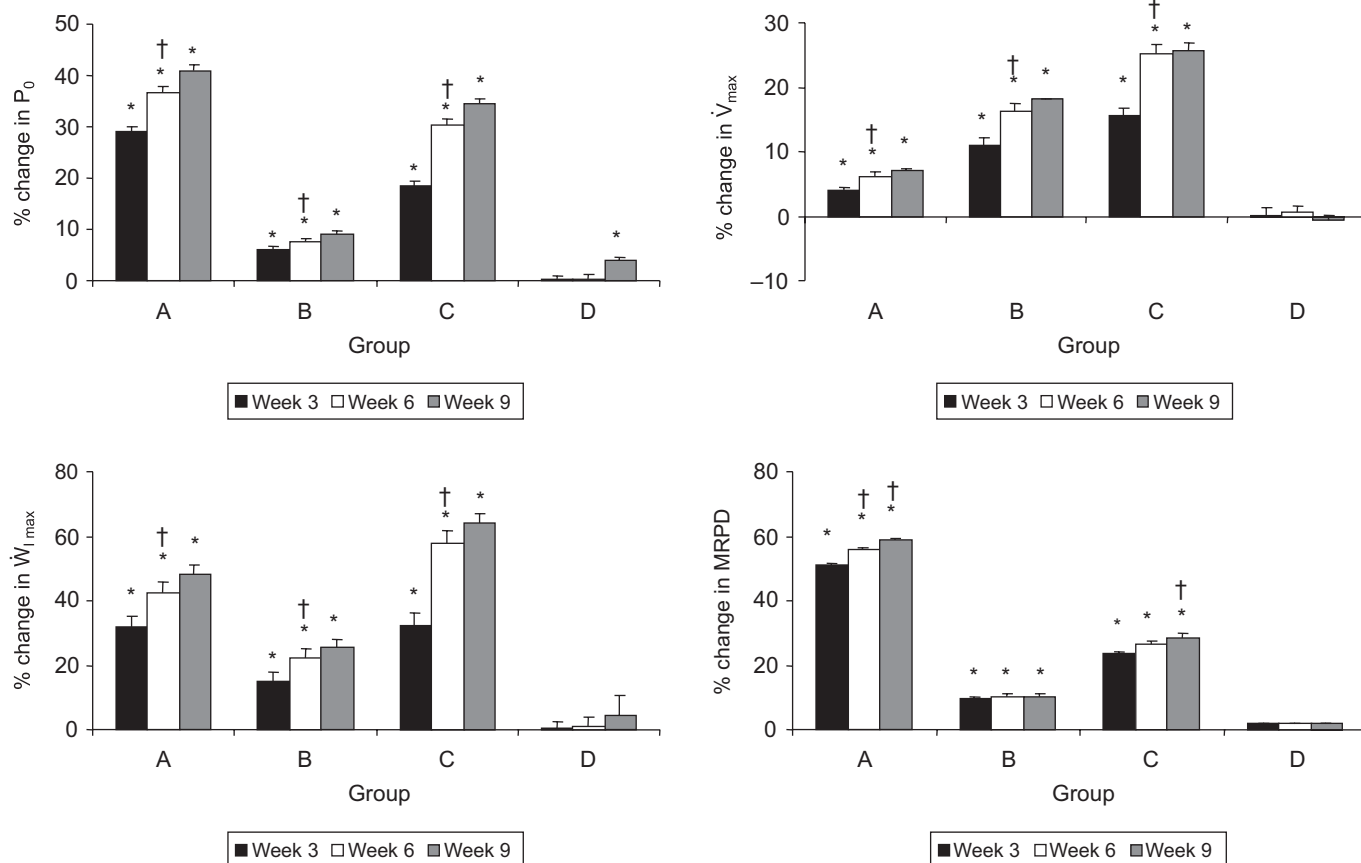 % change in P0
50
40
30
20
10
0
† † † * * * * * * * * * *
A B C D
Group
Week 3 Week 6 Week 9
% change in V̇max
30
20
10
0
–10
† † † * * * * * * * * *
A B C D
Group
Week 3 Week 6 Week 9
% change in ẆI max
80
60
40
20
0
† † † * * * * * * * * *
A B C D
Group
Week 3 Week 6 Week 9
% change in MRPD
80
60
40
20
0
† † † * * * * * * * * *
A B C D
Group
Week 3 Week 6 Week 9